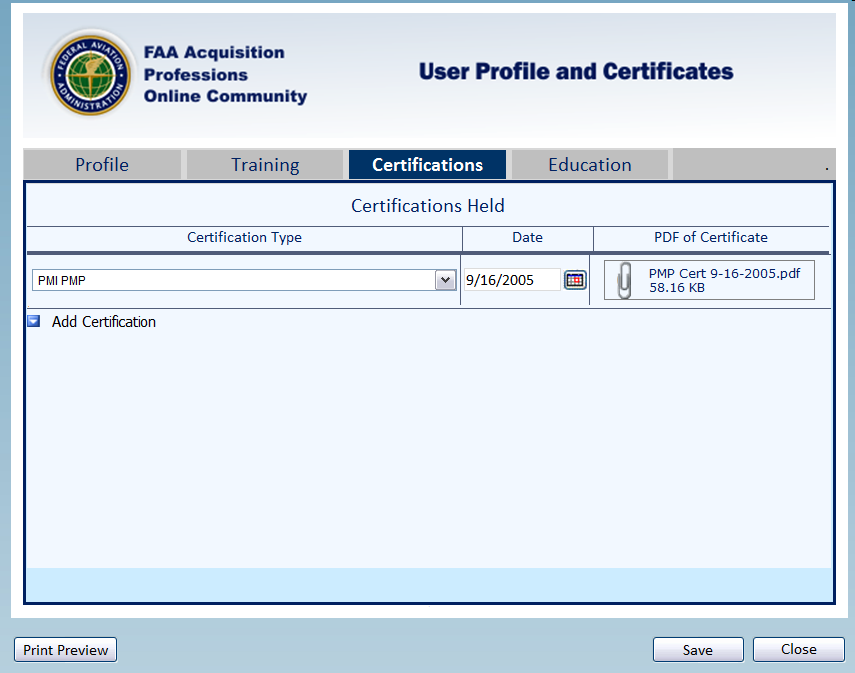 FEDERAL AVIATION
ADMINISTRATION
FAA Acquisition
Professions
Online Community
User Profile and Certificates
Profile
Training
Certifications
Education
.
Certifications Held
Certification Type
Date
PDF of Certificate
PMI PMP
9/16/2005
PMP Cert 9-16-2005.pdf
58.16 KB
Add Certification
Print Preview
Save
Close